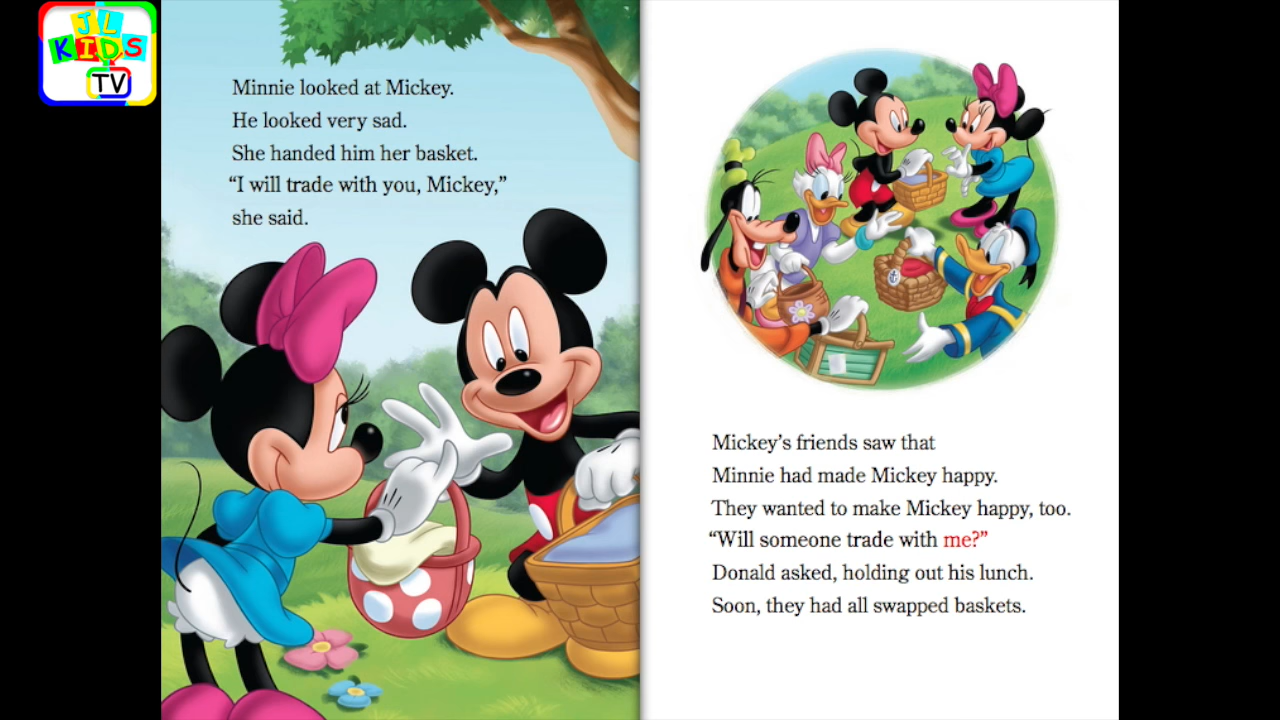 JL
KIDS
TV
Minnie looked at Mickey.
He looked very sad.
She handed him her basket.
“I will trade with you, Mickey,”
she said.
Mickey’s friends saw that
Minnie had made Mickey happy.
They wanted to make Mickey happy, too.
“Will someone trade with me?”
Donald asked, holding out his lunch.
Soon, they had all swapped baskets.